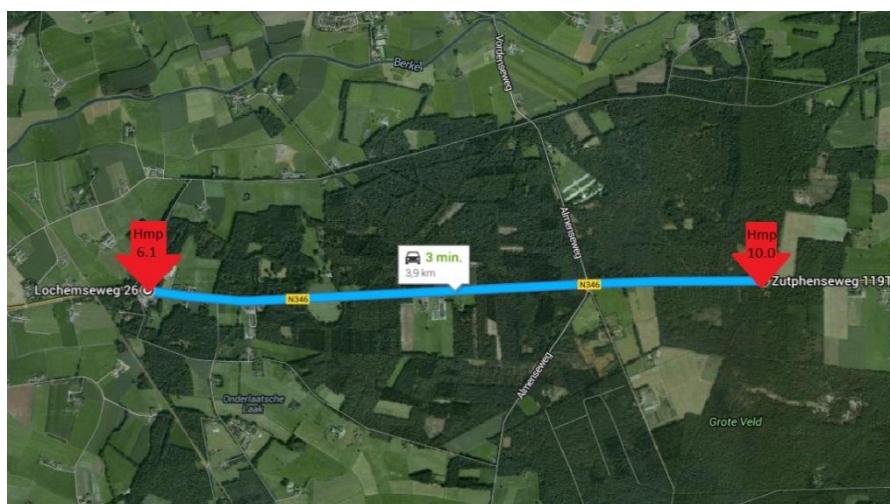 Berkel
Vordenseweg
Hmp
6.1
Almenseweg
Hmp
10.0
3 min.
3,9 km
Lochemseweg 26
N346
N346
Zutphenseweg 119T
Almenseweg
Onderlaatsche
Laak
Grote Veld